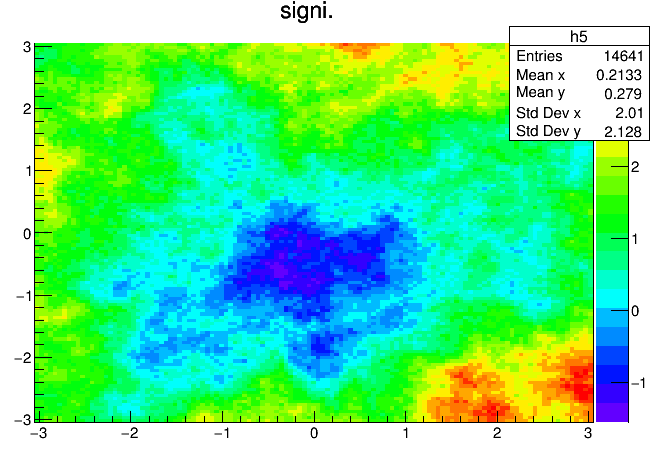 signi.
h5
Entries 14641
Mean x 0.2133
Mean y 0.279
Std Dev x 2.01
Std Dev y 2.128
3
2
1
0
−1
−2
−3
−3 −2 −1 0 1 2 3
2
1
0
−1